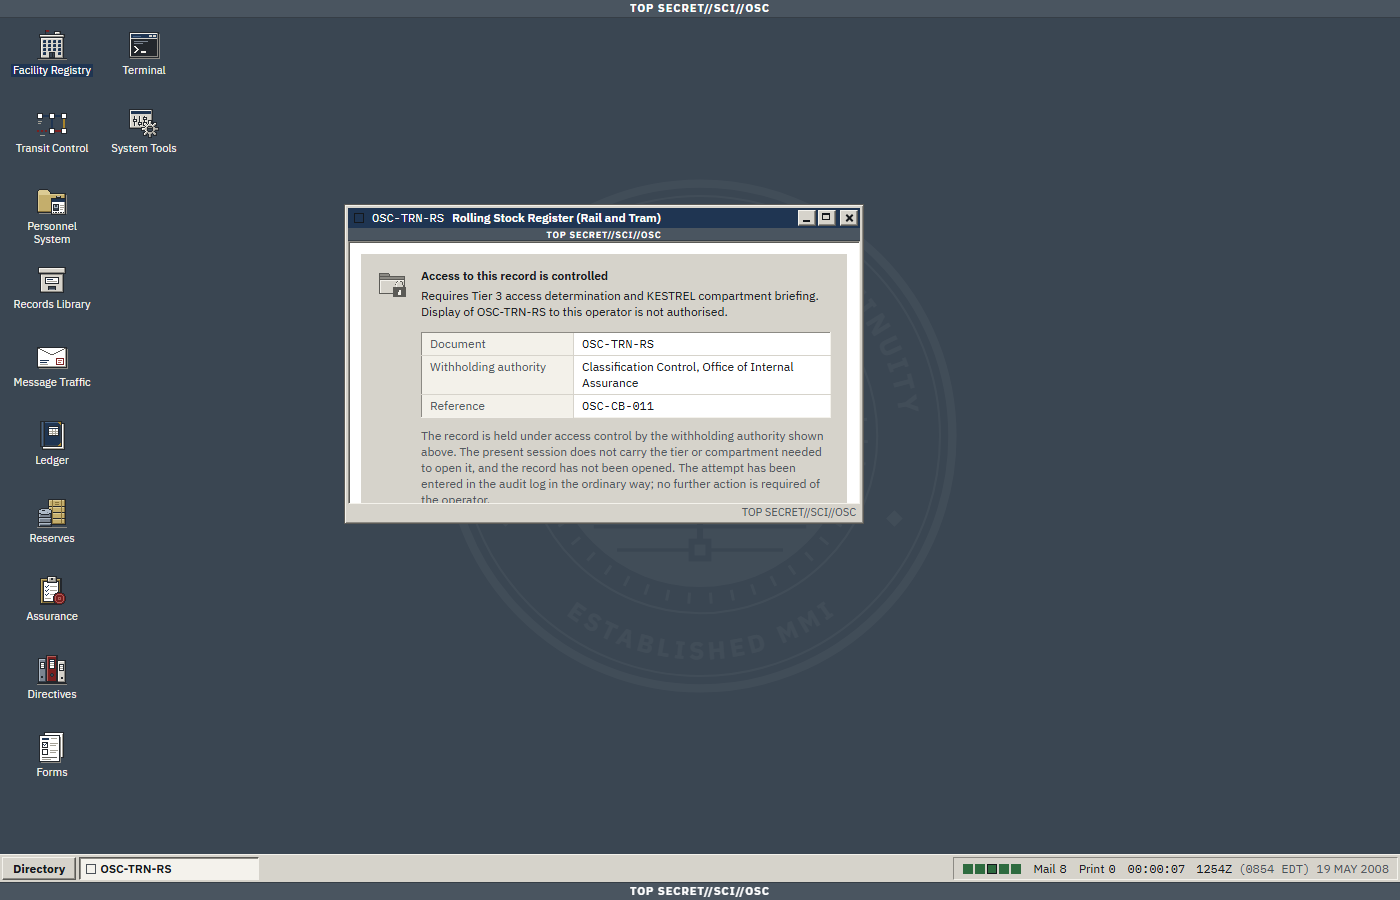 TOP SECRET//SCI//OSC
Facility Registry
Terminal
Transit Control
System Tools
Personnel
System
Records Library
Message Traffic
Ledger
Reserves
Assurance
Directives
Forms
OSC-TRN-RS Rolling Stock Register (Rail and Tram)
TOP SECRET//SCI//OSC
Access to this record is controlled
Requires Tier 3 access determination and KESTREL compartment briefing.
Display of OSC-TRN-RS to this operator is not authorised.
Document OSC-TRN-RS
Withholding authority Classification Control, Office of Internal
Assurance
Reference OSC-CB-011
The record is held under access control by the withholding authority shown
above. The present session does not carry the tier or compartment needed
to open it, and the record has not been opened. The attempt has been
entered in the audit log in the ordinary way; no further action is required of
the operator.
TOP SECRET//SCI//OSC
ESTABLISHED MMI
Directory
OSC-TRN-RS
Mail 8 Print 0 00:00:07 1254Z (0854 EDT) 19 MAY 2008
TOP SECRET//SCI//OSC